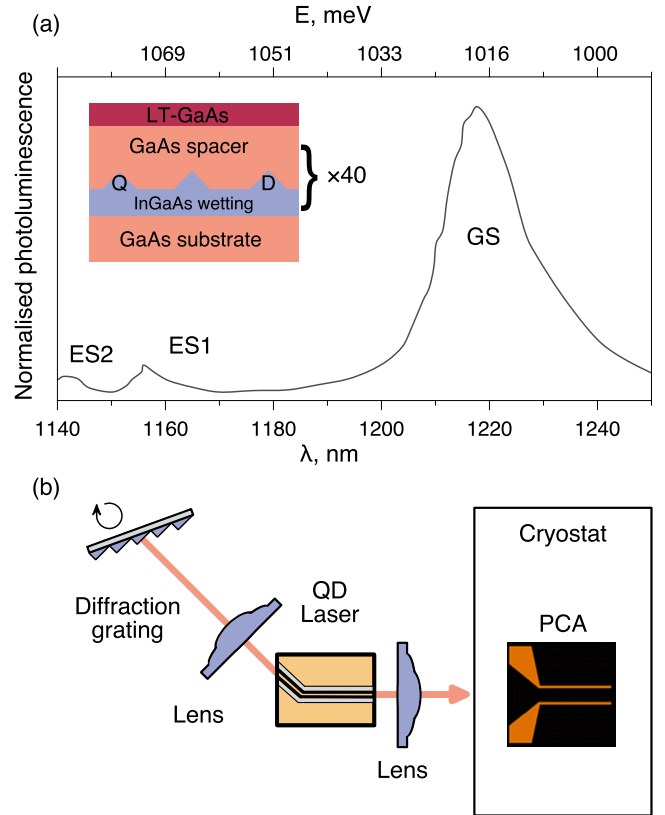 (a)
E, meV
1069 1051 1033 1016 1000
Normalised photoluminescence
LT-GaAs
GaAs spacer
Q D
InGaAs wetting
GaAs substrate
×40
GS
ES2
ES1
1140 1160 1180 1200 1220 1240
λ, nm
(b)
Cryostat
Diffraction
grating
QD
Laser
PCA
Lens
Lens